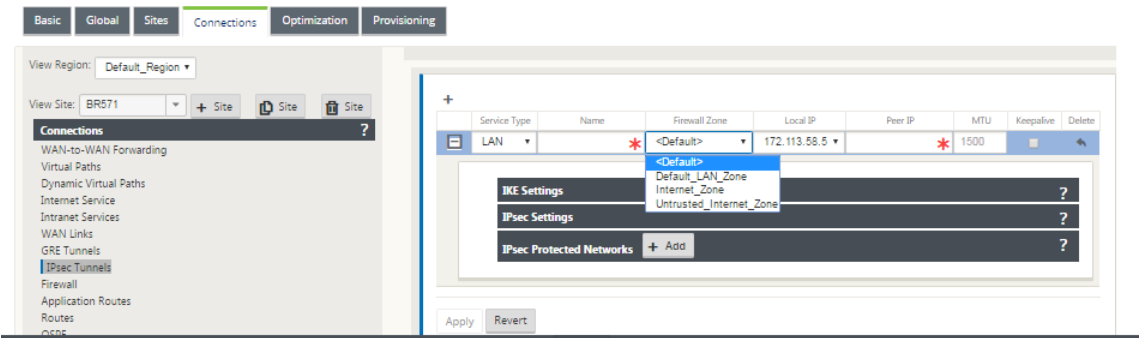 Basic Global Sites Connections Optimization Provisioning
View Region: Default_Region
View Site: BR571 + Site Site Site
Connections ?
WAN-to-WAN Forwarding
Virtual Paths
Dynamic Virtual Paths
Internet Service
Intranet Services
WAN Links
GRE Tunnels
IPsec Tunnels
Firewall
Application Routes
Routes
OSPF
+
Service Type Name Firewall Zone Local IP Peer IP MTU Keepalive Delete
LAN * <Default> 172.113.58.5 * 1500
<Default>
Default_LAN_Zone
Internet_Zone
Untrusted_Internet_Zone
IKE Settings ?
IPsec Settings ?
IPsec Protected Networks + Add ?
Apply Revert